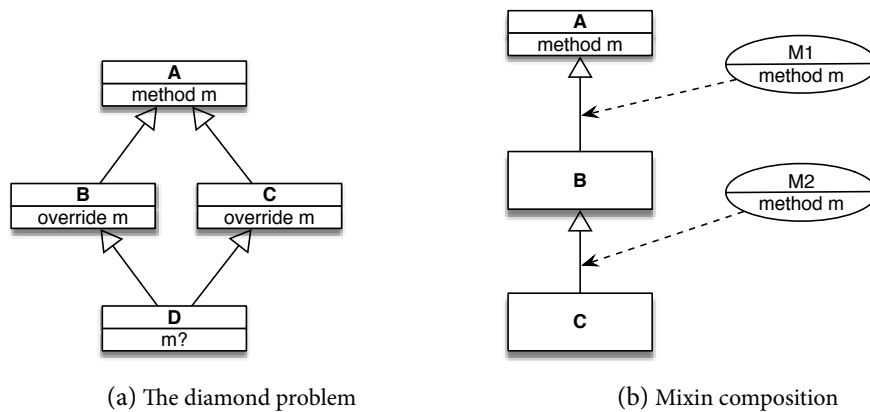 A
method m
B
override m
C
override m
D
m?
(a) The diamond problem
A
method m
M1
method m
B
M2
method m
C
(b) Mixin composition